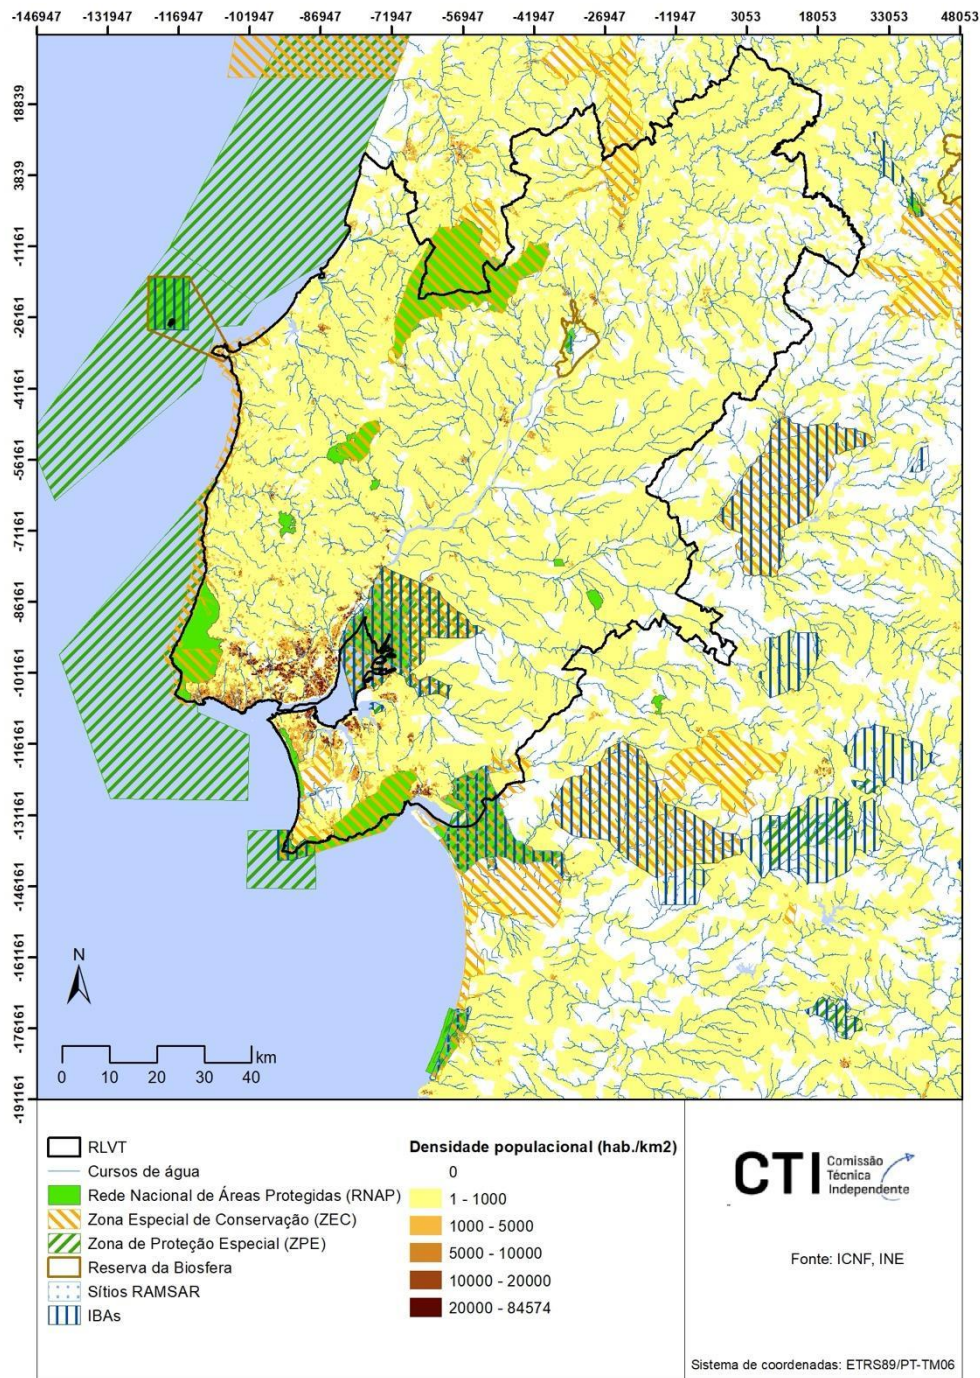 -146947 -131947 -116947 -101947 -86947 -71947 -56947 -41947 -26947 -11947 3053 18053 33053 48053
18839
3839
-11161
-26161
-41161
-56161
-71161
-86161
-101161
-116161
-131161
-146161
-161161
-176161
-191161
N
km
0 10 20 30 40
RLVT
Cursos de água
Rede Nacional de Áreas Protegidas (RNAP)
Zona Especial de Conservação (ZEC)
Zona de Proteção Especial (ZPE)
Reserva da Biosfera
Sítios RAMSAR
IBAs
Densidade populacional (hab./km2)
0
1 - 1000
1000 - 5000
5000 - 10000
10000 - 20000
20000 - 84574
CTI
Comissão
Técnica
Independente
Fonte: ICNF, INE
Sistema de coordenadas: ETRS89/PT-TM06